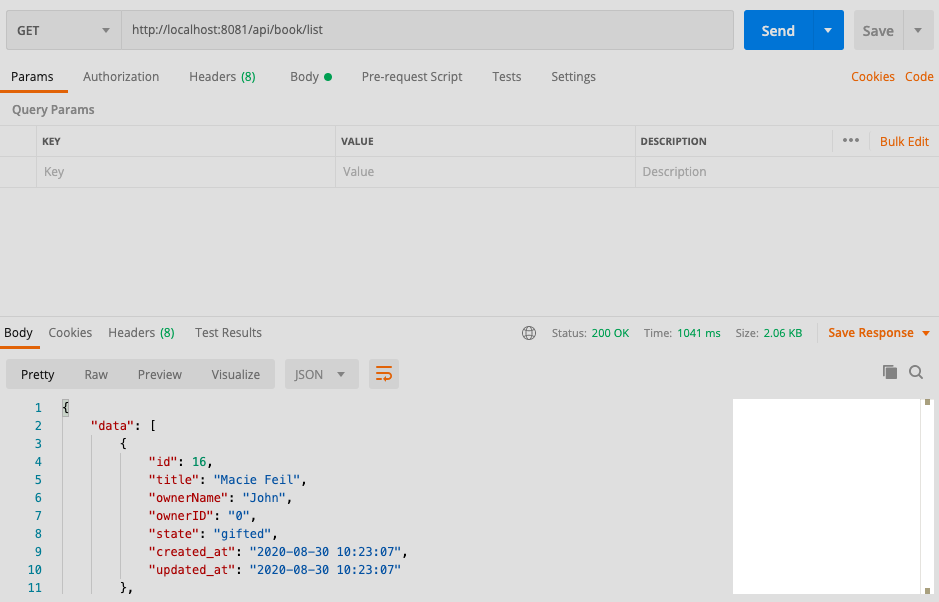 GET http://localhost:8081/api/book/list Send Save
Params Authorization Headers (8) Body Pre-request Script Tests Settings Cookies Code
Query Params
KEY VALUE DESCRIPTION ••• Bulk Edit
Key Value Description
Body Cookies Headers (8) Test Results Status: 200 OK Time: 1041 ms Size: 2.06 KB Save Response
Pretty Raw Preview Visualize JSON
1 {
2 "data": [
3 {
4 "id": 16,
5 "title": "Macie Feil",
6 "ownerName": "John",
7 "ownerID": "0",
8 "state": "gifted",
9 "created_at": "2020-08-30 10:23:07",
10 "updated_at": "2020-08-30 10:23:07"
11 },